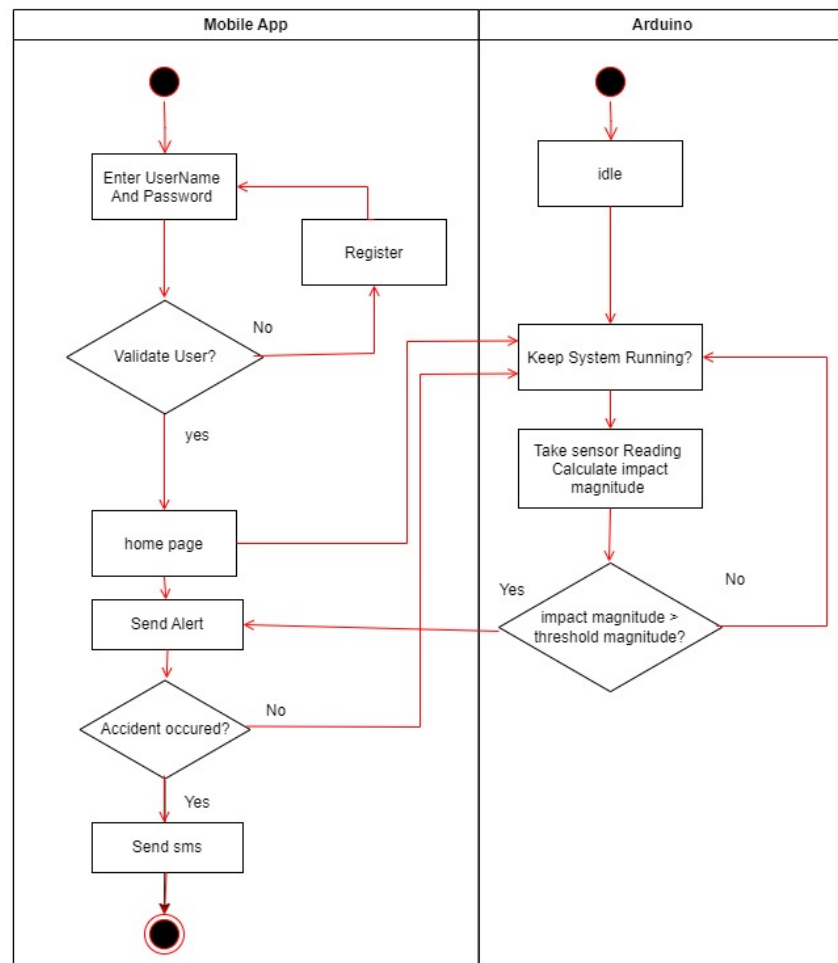 Mobile App
Arduino
Enter UserName
And Password
Register
Validate User?
No
yes
home page
Send Alert
Accident occured?
No
Yes
Send sms
idle
Keep System Running?
Take sensor Reading
Calculate impact
magnitude
Yes
No
impact magnitude >
threshold magnitude?